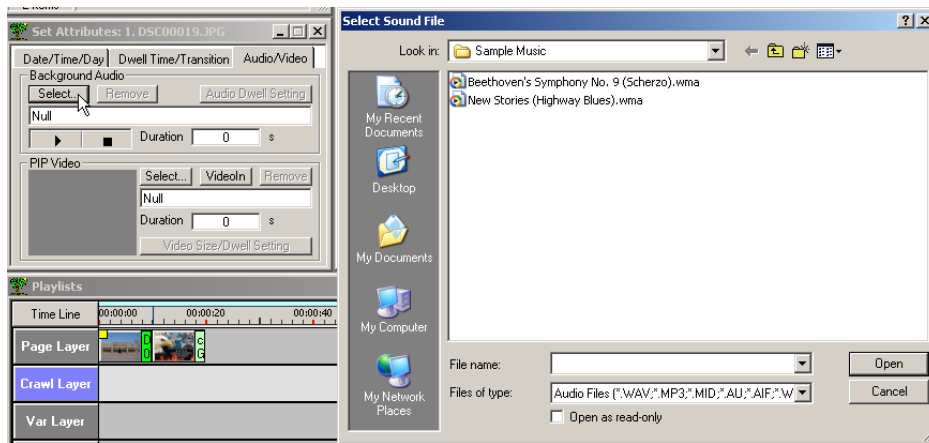 Set Attributes: 1. DSC00019.JPG
Date/Time/Day Dwell Time/Transition Audio/Video
Background Audio
Select... Remove Audio Dwell Setting
Null
Duration 0 s
PIP Video
Select... VideoIn Remove
Null
Duration 0 s
Video Size/Dwell Setting
Playlists
Time Line 00:00:00 00:00:20 00:00:40
Page Layer D 0 c G
Crawl Layer
Var Layer
Select Sound File
Look in: Sample Music
My Recent
Documents
Desktop
My Documents
My Computer
My Network
Places
Beethoven's Symphony No. 9 (Scherzo).wma
New Stories (Highway Blues).wma
File name: Open
Files of type: Audio Files (*.WAV;*.MP3;*.MID;*.AU;*.AIF;*.W Cancel
Open as read-only